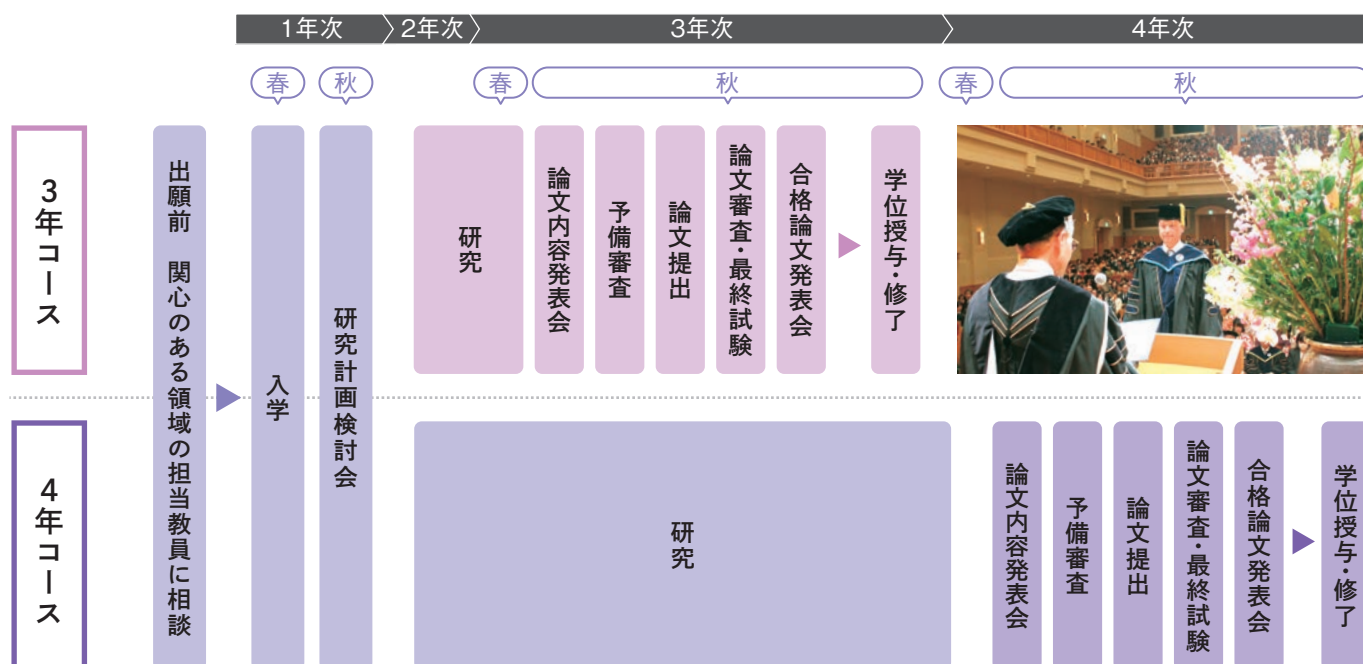 1年次
2年次
3年次
4年次
春
秋
春
秋
春
秋
3年コース
出願前 関心のある領域の担当教員に相談
入学
研究計画検討会
研究
論文内容発表会
予備審査
論文提出
論文審査・最終試験
合格論文発表会
学位授与・修了
4年コース
研究
論文内容発表会
予備審査
論文提出
論文審査・最終試験
合格論文発表会
学位授与・修了